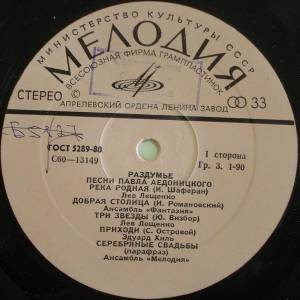 МИНИСТЕРСТВО КУЛЬТУРЫ СССР
МЕЛОДИЯ
ВСЕСОЮЗНАЯ ФИРМА ГРАМПЛАСТИНОК
СТЕРЕО
33
АПРЕЛЕВСКИЙ ОРДЕНА ЛЕНИНА ЗАВОД
ГОСТ 5289-80
С60—13149
1 сторона
Гр. 3. 1-90
РАЗДУМЬЕ
ПЕСНИ ПАВЛА АЕДОНИЦКОГО
РЕКА РОДНАЯ (И. Шаферан)
Лев Лещенко
ДОБРАЯ СТОЛИЦА (И. Романовский)
Ансамбль «Фантазия»
ТРИ ЗВЕЗДЫ (Ю. Визбор)
Лев Лещенко
ПРИХОДИ (С. Островой)
Эдуард Хиль
СЕРЕБРЯНЫЕ СВАДЬБЫ
(парафраз)
Ансамбль «Мелодия»